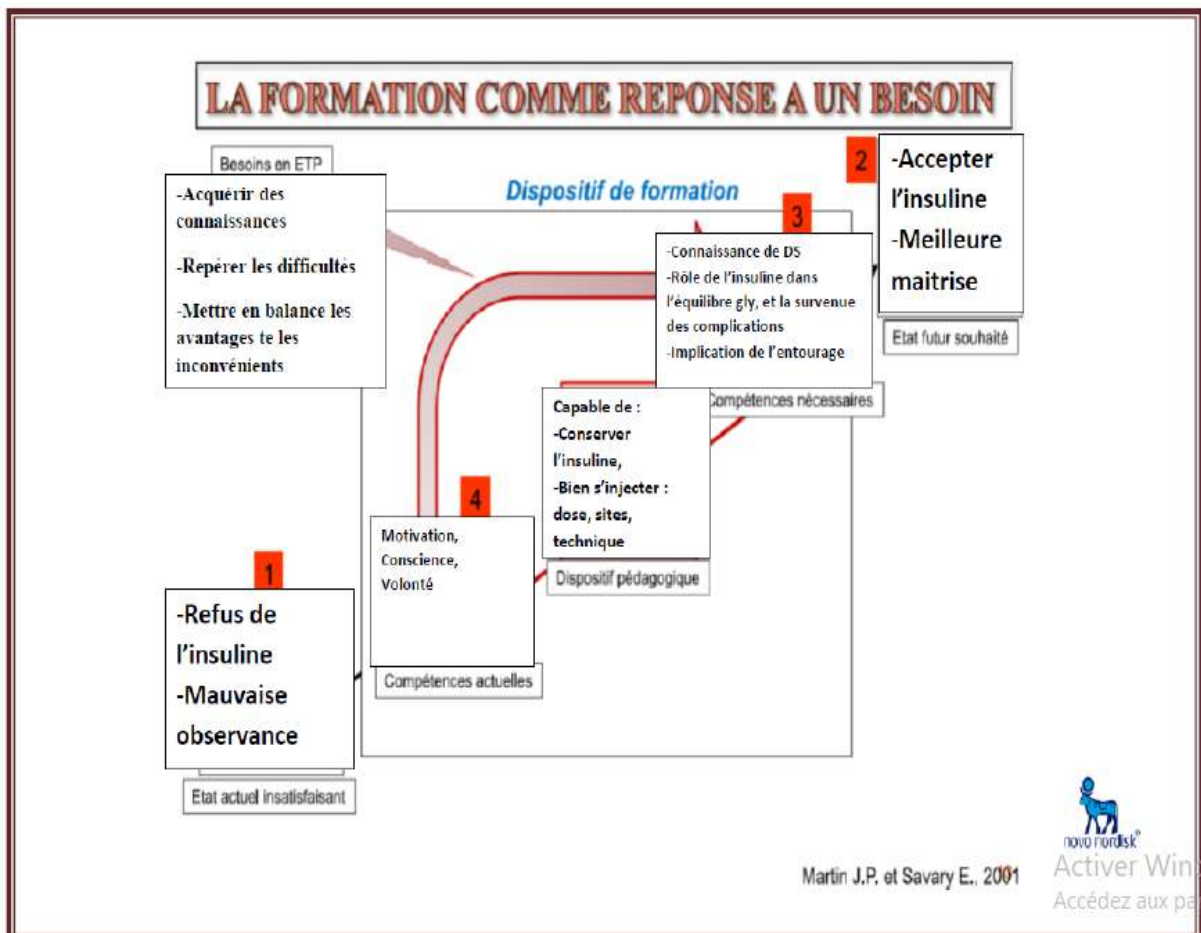 LA FORMATION COMME REPONSE A UN BESOIN
Besoins en ETP
-Acquérir des
connaissances
-Repérer les difficultés
-Mettre en balance les
avantages te les
inconvénients
Dispositif de formation
2
-Accepter
l'insuline
-Meilleure
maitrise
Etat futur souhaité
3
-Connaissance de DS
-Rôle de l'insuline dans
l'équilibre gly, et la survenue
des complications
-Implication de l'entourage
Compétences nécessaires
Capable de :
-Conserver
l'insuline,
-Bien s'injecter :
dose, sites,
technique
Dispositif pédagogique
4
Motivation,
Conscience,
Volonté
Compétences actuelles
1
-Refus de
l'insuline
-Mauvaise
observance
Etat actuel insatisfaisant
novo nordisk
Martin J.P. et Savary E., 2001
Activer Win
Accédez aux pa